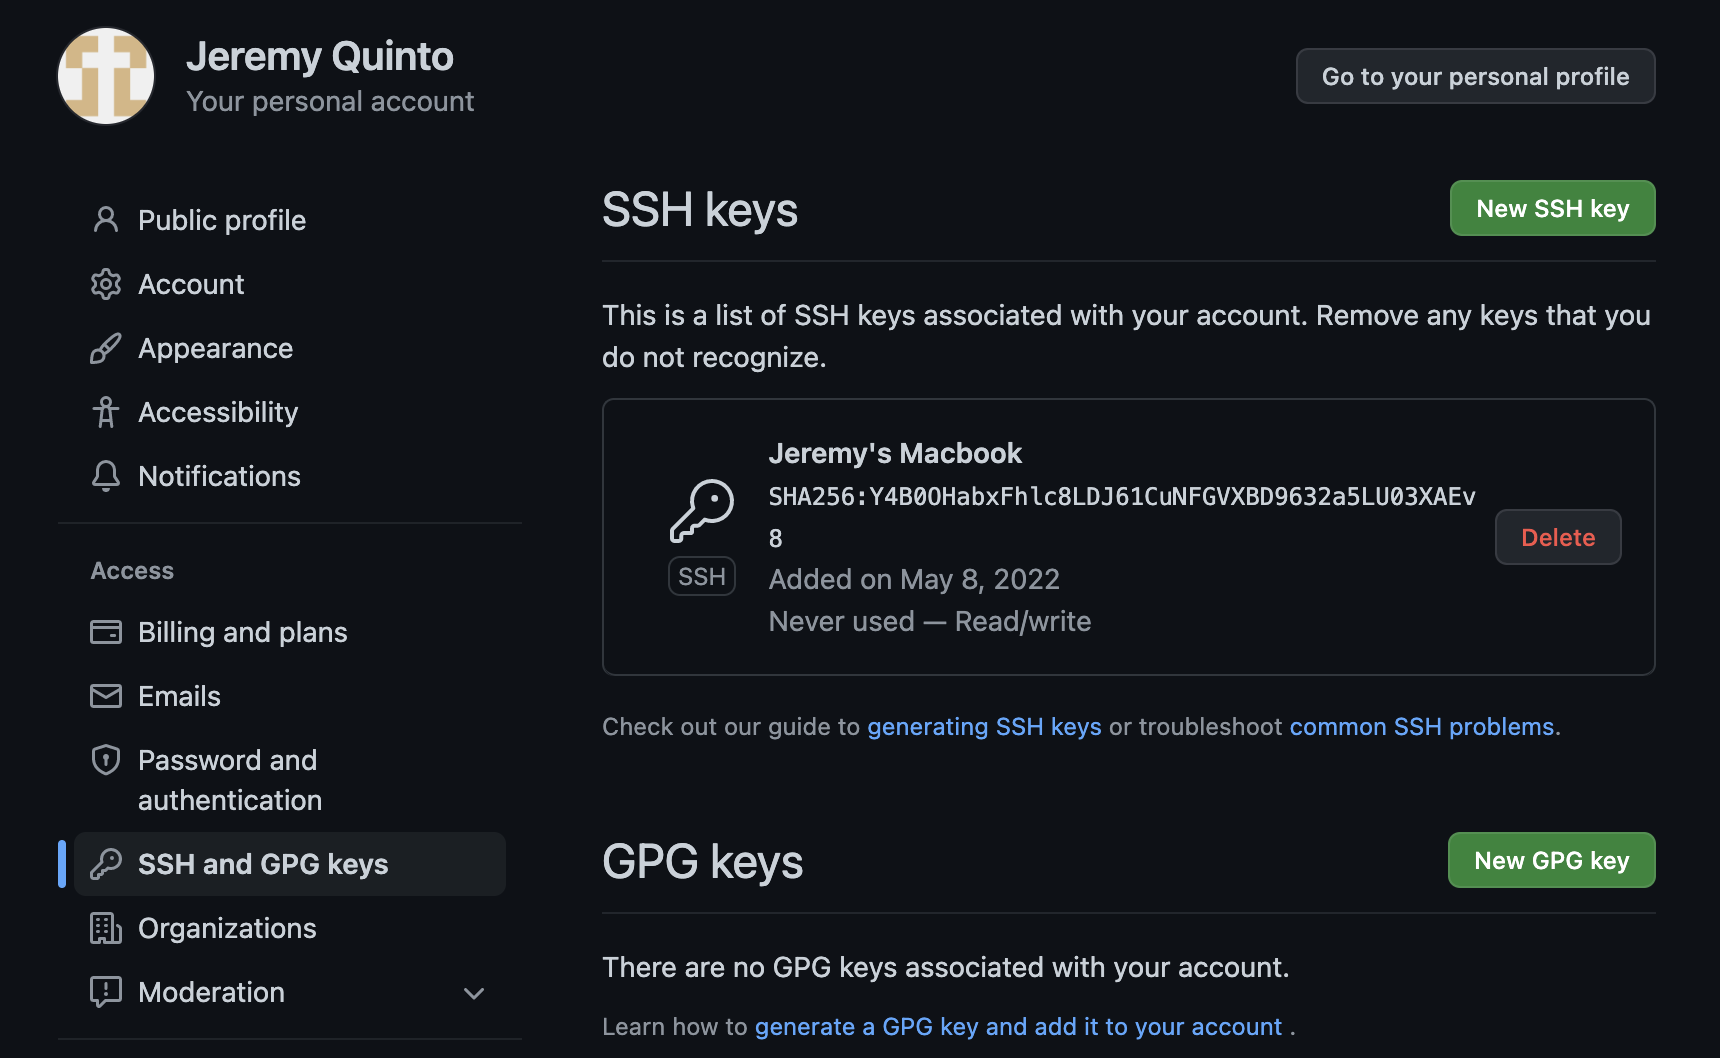 Jeremy Quinto
Your personal account
Go to your personal profile
Public profile
Account
Appearance
Accessibility
Notifications
Access
Billing and plans
Emails
Password and
authentication
SSH and GPG keys
Organizations
Moderation
SSH keys
New SSH key
This is a list of SSH keys associated with your account. Remove any keys that you
do not recognize.
Jeremy's Macbook
SHA256:Y4B0OHabxFhlc8LDJ61CuNFGVXBD9632a5LU03XAEv
8
SSH
Added on May 8, 2022
Never used — Read/write
Delete
Check out our guide to generating SSH keys or troubleshoot common SSH problems.
GPG keys
New GPG key
There are no GPG keys associated with your account.
Learn how to generate a GPG key and add it to your account .